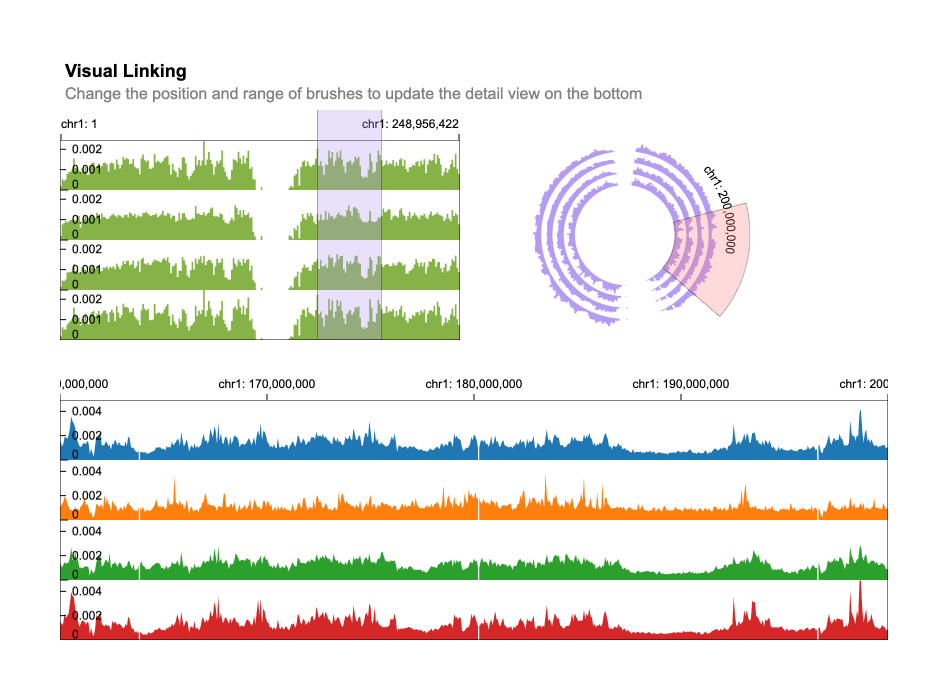 Visual Linking
Change the position and range of brushes to update the detail view on the bottom
chr1: 1
chr1: 248,956,422
0.002
0.001
0
0.002
0.001
0
0.002
0.001
0
0.002
0.001
0
chr1: 200,000,000
0,000,000
chr1: 170,000,000
chr1: 180,000,000
chr1: 190,000,000
chr1: 200
0.004
0.002
0
0.004
0.002
0
0.004
0.002
0
0.004
0.002
0